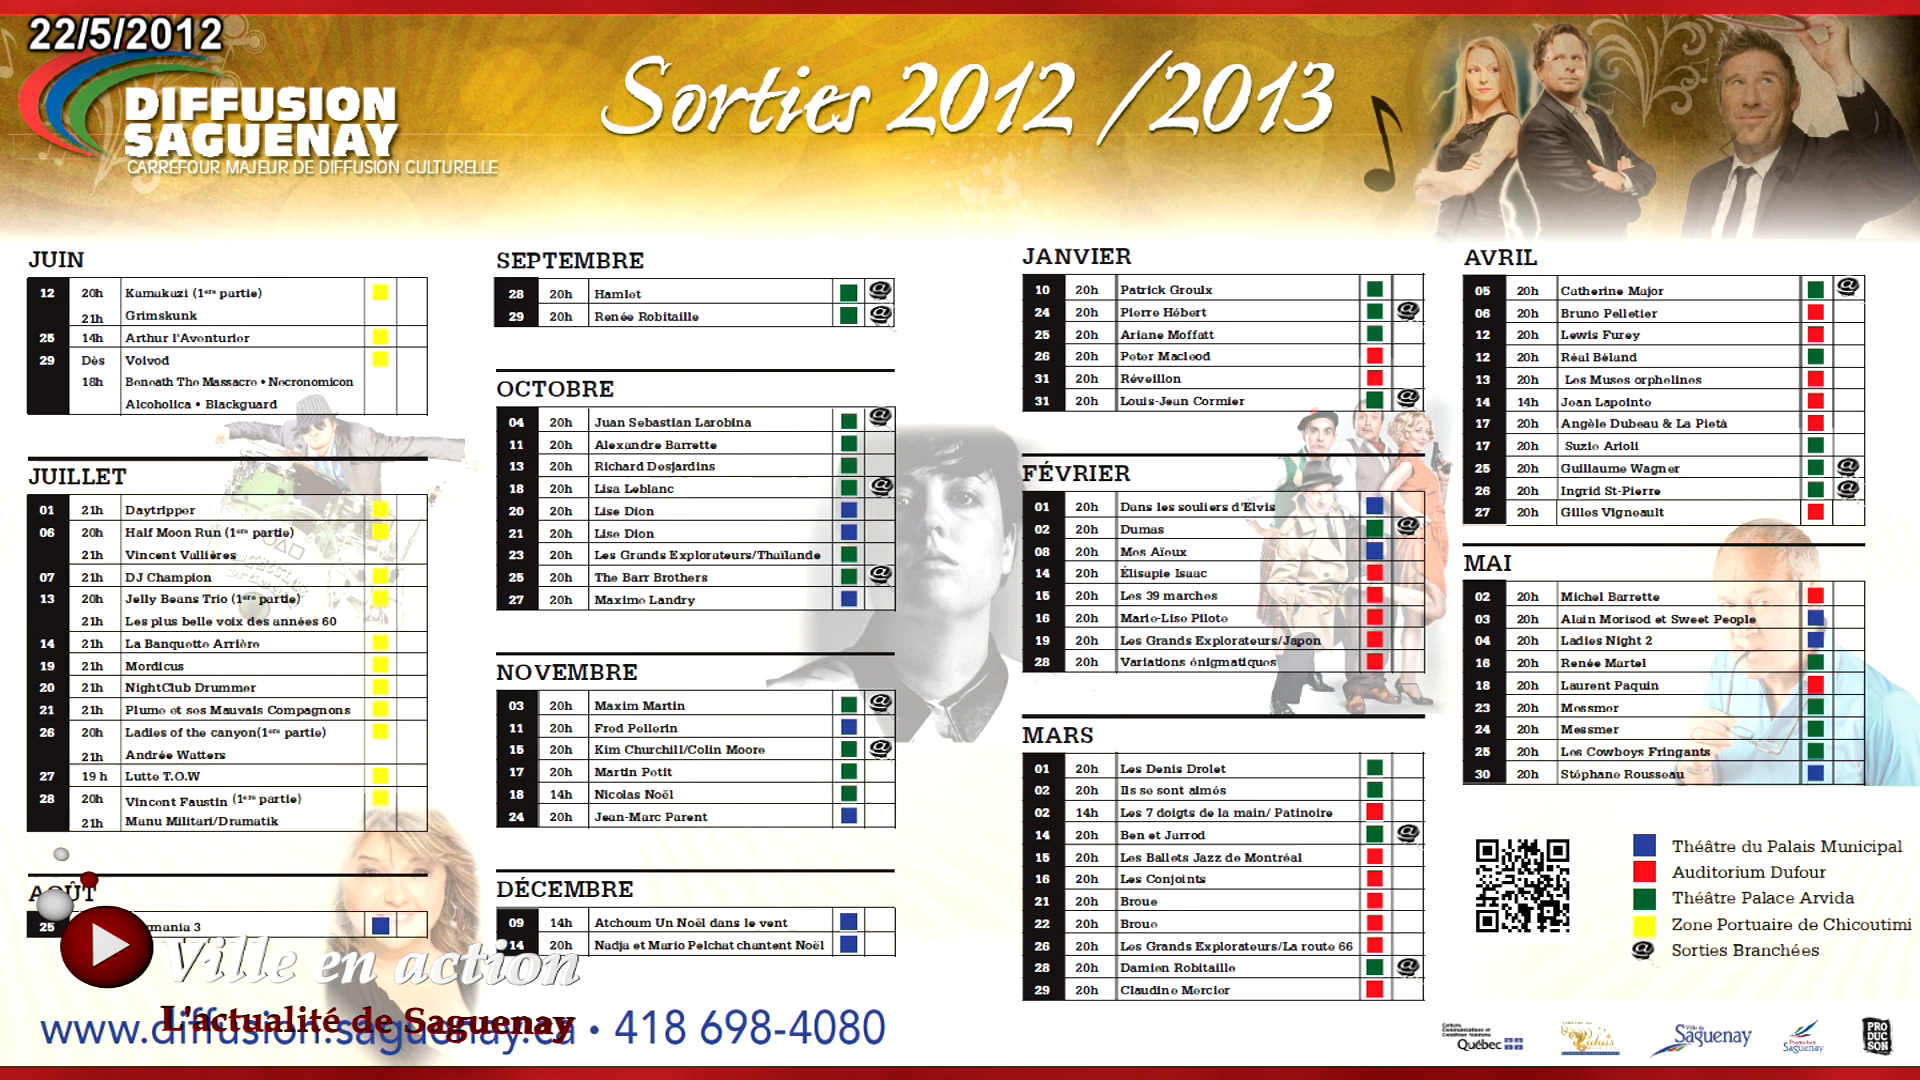 22/5/2012
DIFFUSION
SAGUENAY
CARREFOUR MAJEUR DE DIFFUSION CULTURELLE
Sorties 2012 /2013
JUIN
12 20h Kamakazi (1ère partie)
21h Grimskunk
25 14h Arthur l'Aventurier
29 Dès Voivod
18h Beneath The Massacre • Necronomicon
Alcoholica • Blackguard
JUILLET
01 21h Daytripper
06 20h Half Moon Run (1ère partie)
21h Vincent Vallières
07 21h DJ Champion
13 20h Jelly Beans Trio (1ère partie)
21h Les plus belle voix des années 60
14 21h La Banquette Arrière
19 21h Mordicus
20 21h NightClub Drummer
21 21h Plume et ses Mauvais Compagnons
26 20h Ladies of the canyon(1ère partie)
21h Andrée Watters
27 19 h Lutte T.O.W
28 20h Vincent Faustin (1ère partie)
21h Manu Militari/Dramatik
AOÛT
25 mania 3
SEPTEMBRE
28 20h Hamlet
29 20h Renée Robitaille
OCTOBRE
04 20h Juan Sebastian Larobina
11 20h Alexandre Barrette
13 20h Richard Desjardins
18 20h Lisa Leblanc
20 20h Lise Dion
21 20h Lise Dion
23 20h Les Grands Explorateurs/Thaïlande
25 20h The Barr Brothers
27 20h Maxime Landry
NOVEMBRE
03 20h Maxim Martin
11 20h Fred Pellerin
15 20h Kim Churchill/Colin Moore
17 20h Martin Petit
18 14h Nicolas Noël
24 20h Jean-Marc Parent
DÉCEMBRE
09 14h Atchoum Un Noël dans le vent
14 20h Nadja et Mario Pelchat chantent Noël
JANVIER
10 20h Patrick Groulx
24 20h Pierre Hébert
25 20h Ariane Moffatt
26 20h Peter Macleod
31 20h Réveillon
31 20h Louis-Jean Cormier
FÉVRIER
01 20h Dans les souliers d'Elvis
02 20h Dumas
08 20h Mes Aïeux
14 20h Élisapie Isaac
15 20h Les 39 marches
16 20h Marie-Lise Pilote
19 20h Les Grands Explorateurs/Japon
28 20h Variations énigmatiques
MARS
01 20h Les Denis Drolet
02 20h Ils se sont aimés
02 14h Les 7 doigts de la main/ Patinoire
14 20h Ben et Jarrod
15 20h Les Ballets Jazz de Montréal
16 20h Les Conjoints
21 20h Broue
22 20h Broue
26 20h Les Grands Explorateurs/La route 66
28 20h Damien Robitaille
29 20h Claudine Mercier
AVRIL
05 20h Catherine Major
06 20h Bruno Pelletier
12 20h Lewis Furey
12 20h Réal Béland
13 20h Les Muses orphelines
14 14h Jean Lapointe
17 20h Angèle Dubeau & La Pietà
17 20h Suzie Arioli
25 20h Guillaume Wagner
26 20h Ingrid St-Pierre
27 20h Gilles Vigneault
MAI
02 20h Michel Barrette
03 20h Alain Morisod et Sweet People
04 20h Ladies Night 2
16 20h Renée Martel
18 20h Laurent Paquin
23 20h Messmer
24 20h Messmer
25 20h Les Cowboys Fringants
30 20h Stéphane Rousseau
Théâtre du Palais Municipal
Auditorium Dufour
Théâtre Palace Arvida
Zone Portuaire de Chicoutimi
@ Sorties Branchées
Ville en action
L'actualité de Saguenay
www.diffusion.saguenay.ca • 418 698-4080
Québec
Palais
Ville de
Saguenay
Promotion
Saguenay
PRO
DUC
SON